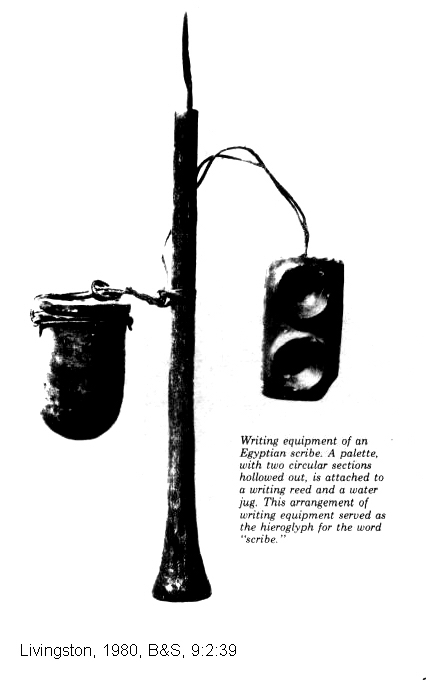 Writing equipment of an
Egyptian scribe. A palette,
with two circular sections
hollowed out, is attached to
a writing reed and a water
jug. This arrangement of
writing equipment served as
the hieroglyph for the word
"scribe."
Livingston, 1980, B&S, 9:2:39